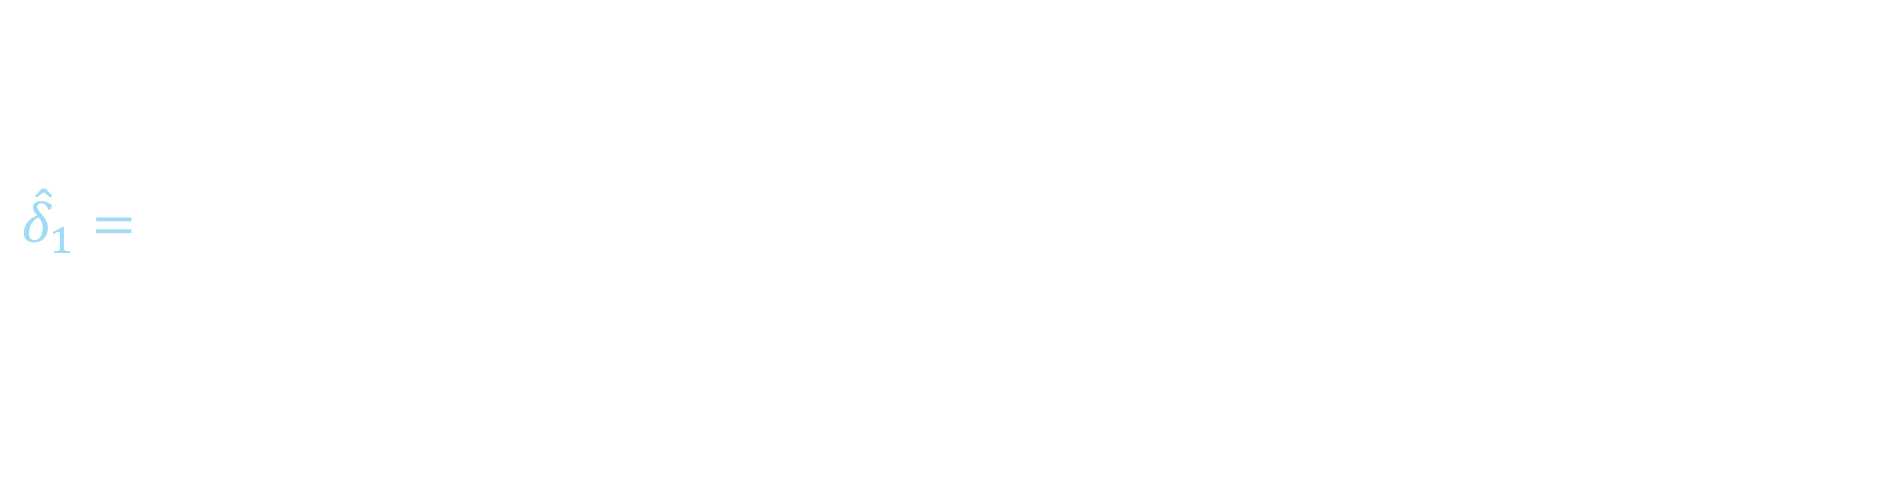 δ̂₁ =